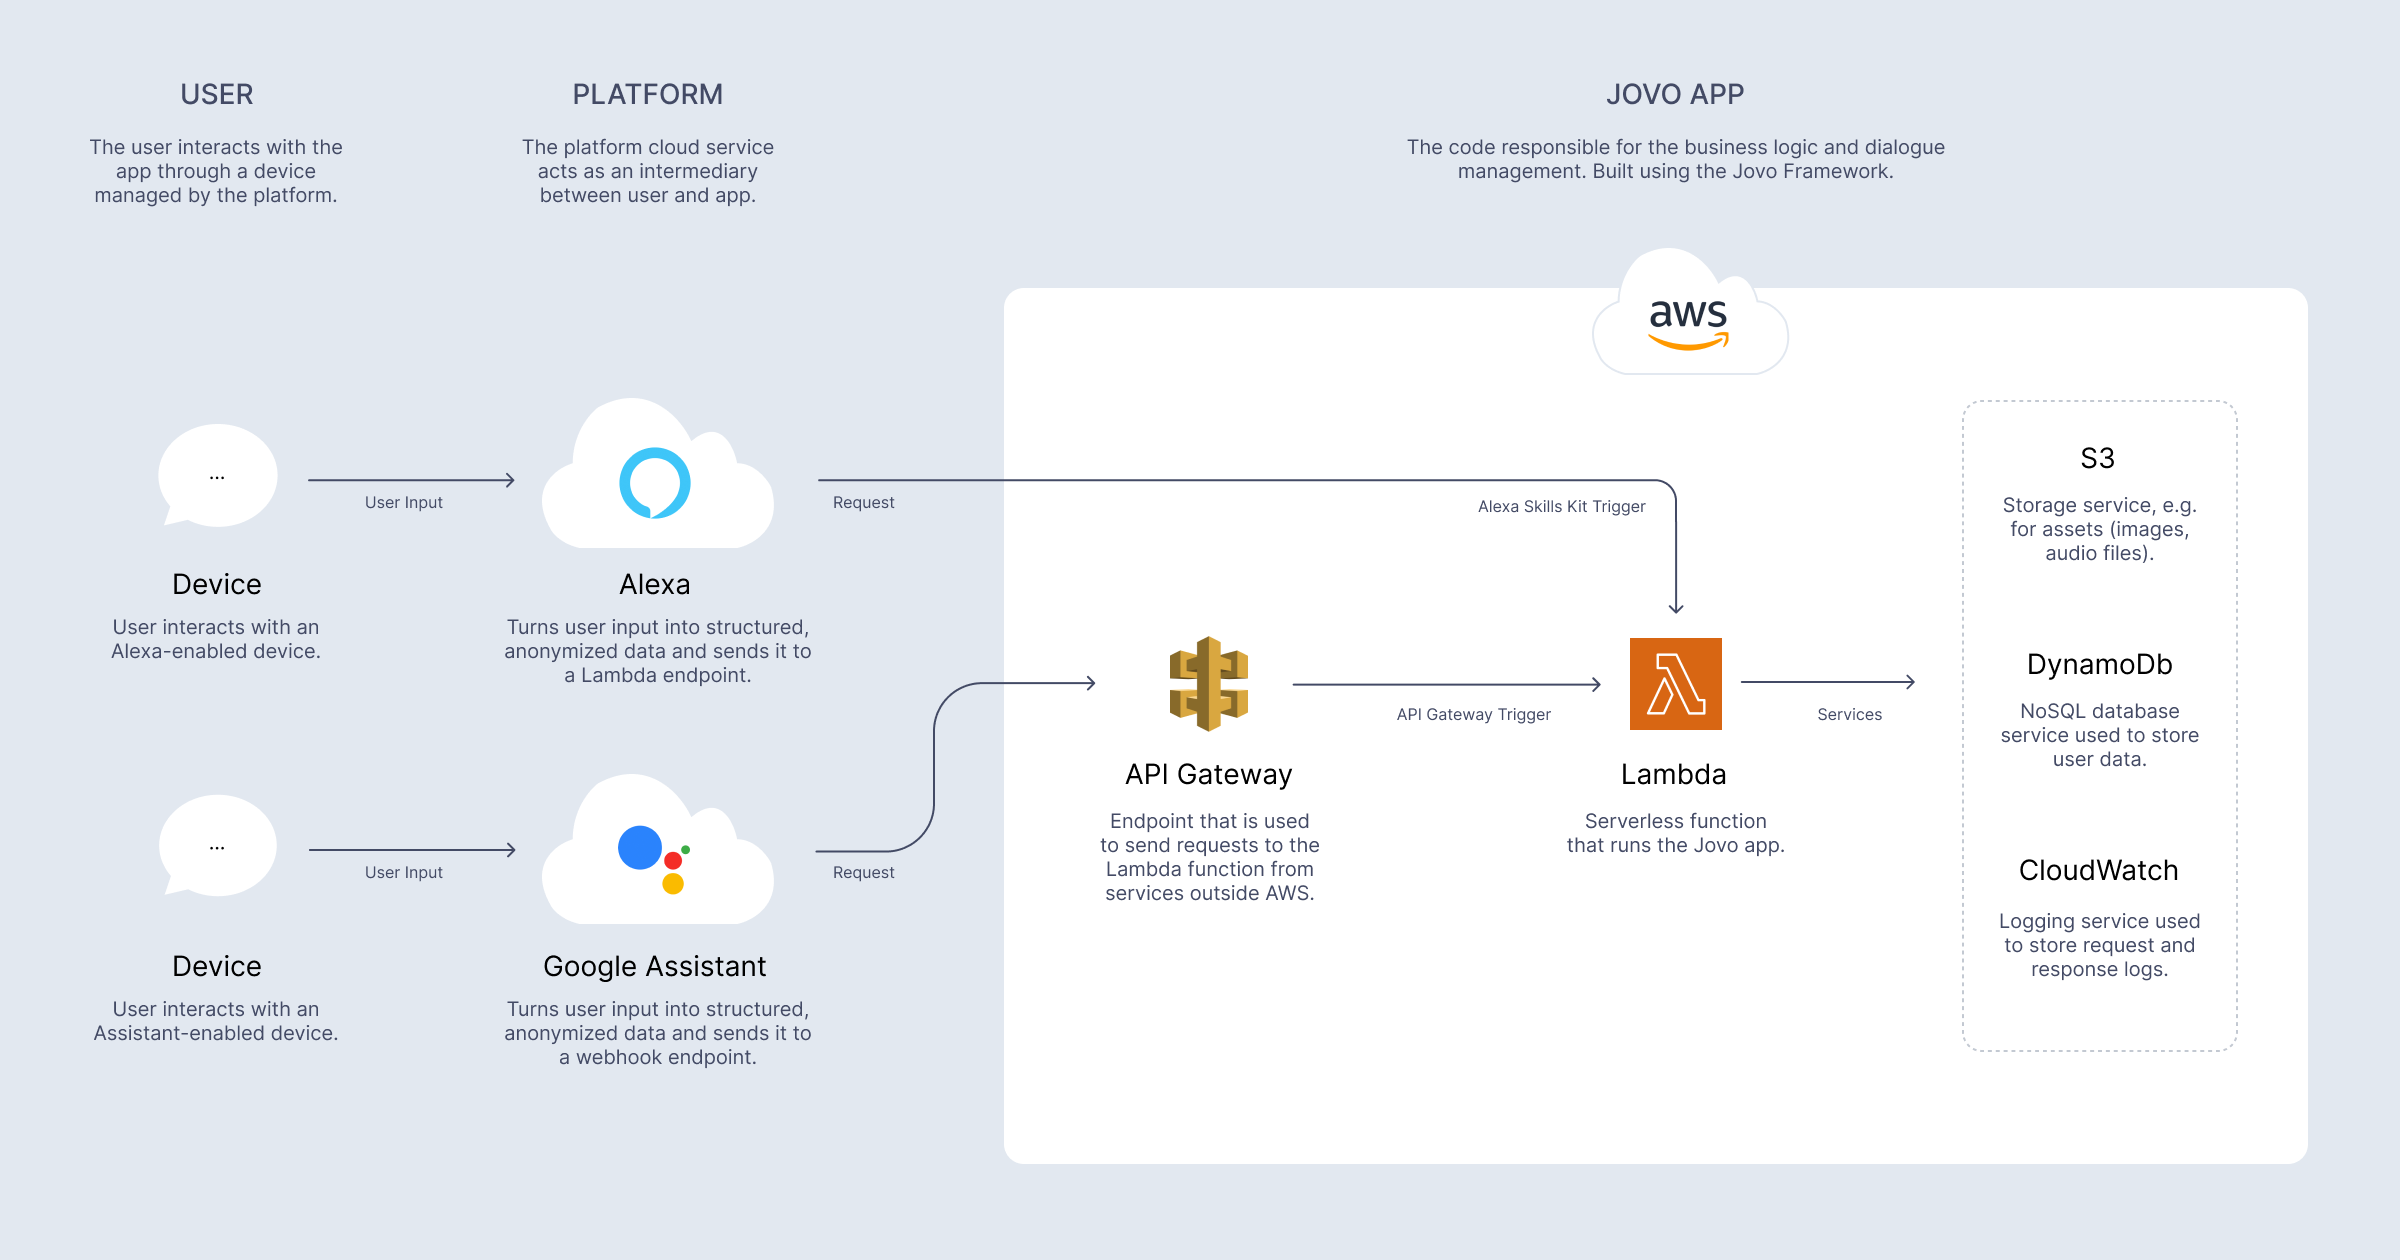 USER
The user interacts with the
app through a device
managed by the platform.
PLATFORM
The platform cloud service
acts as an intermediary
between user and app.
JOVO APP
The code responsible for the business logic and dialogue
management. Built using the Jovo Framework.
aws
...
User Input
Device
User interacts with an
Alexa-enabled device.
Alexa
Turns user input into structured,
anonymized data and sends it to
a Lambda endpoint.
Request
Alexa Skills Kit Trigger
...
User Input
Device
User interacts with an
Assistant-enabled device.
Google Assistant
Turns user input into structured,
anonymized data and sends it to
a webhook endpoint.
Request
API Gateway
Endpoint that is used
to send requests to the
Lambda function from
services outside AWS.
API Gateway Trigger
Lambda
Serverless function
that runs the Jovo app.
Services
S3
Storage service, e.g.
for assets (images,
audio files).
DynamoDb
NoSQL database
service used to store
user data.
CloudWatch
Logging service used
to store request and
response logs.